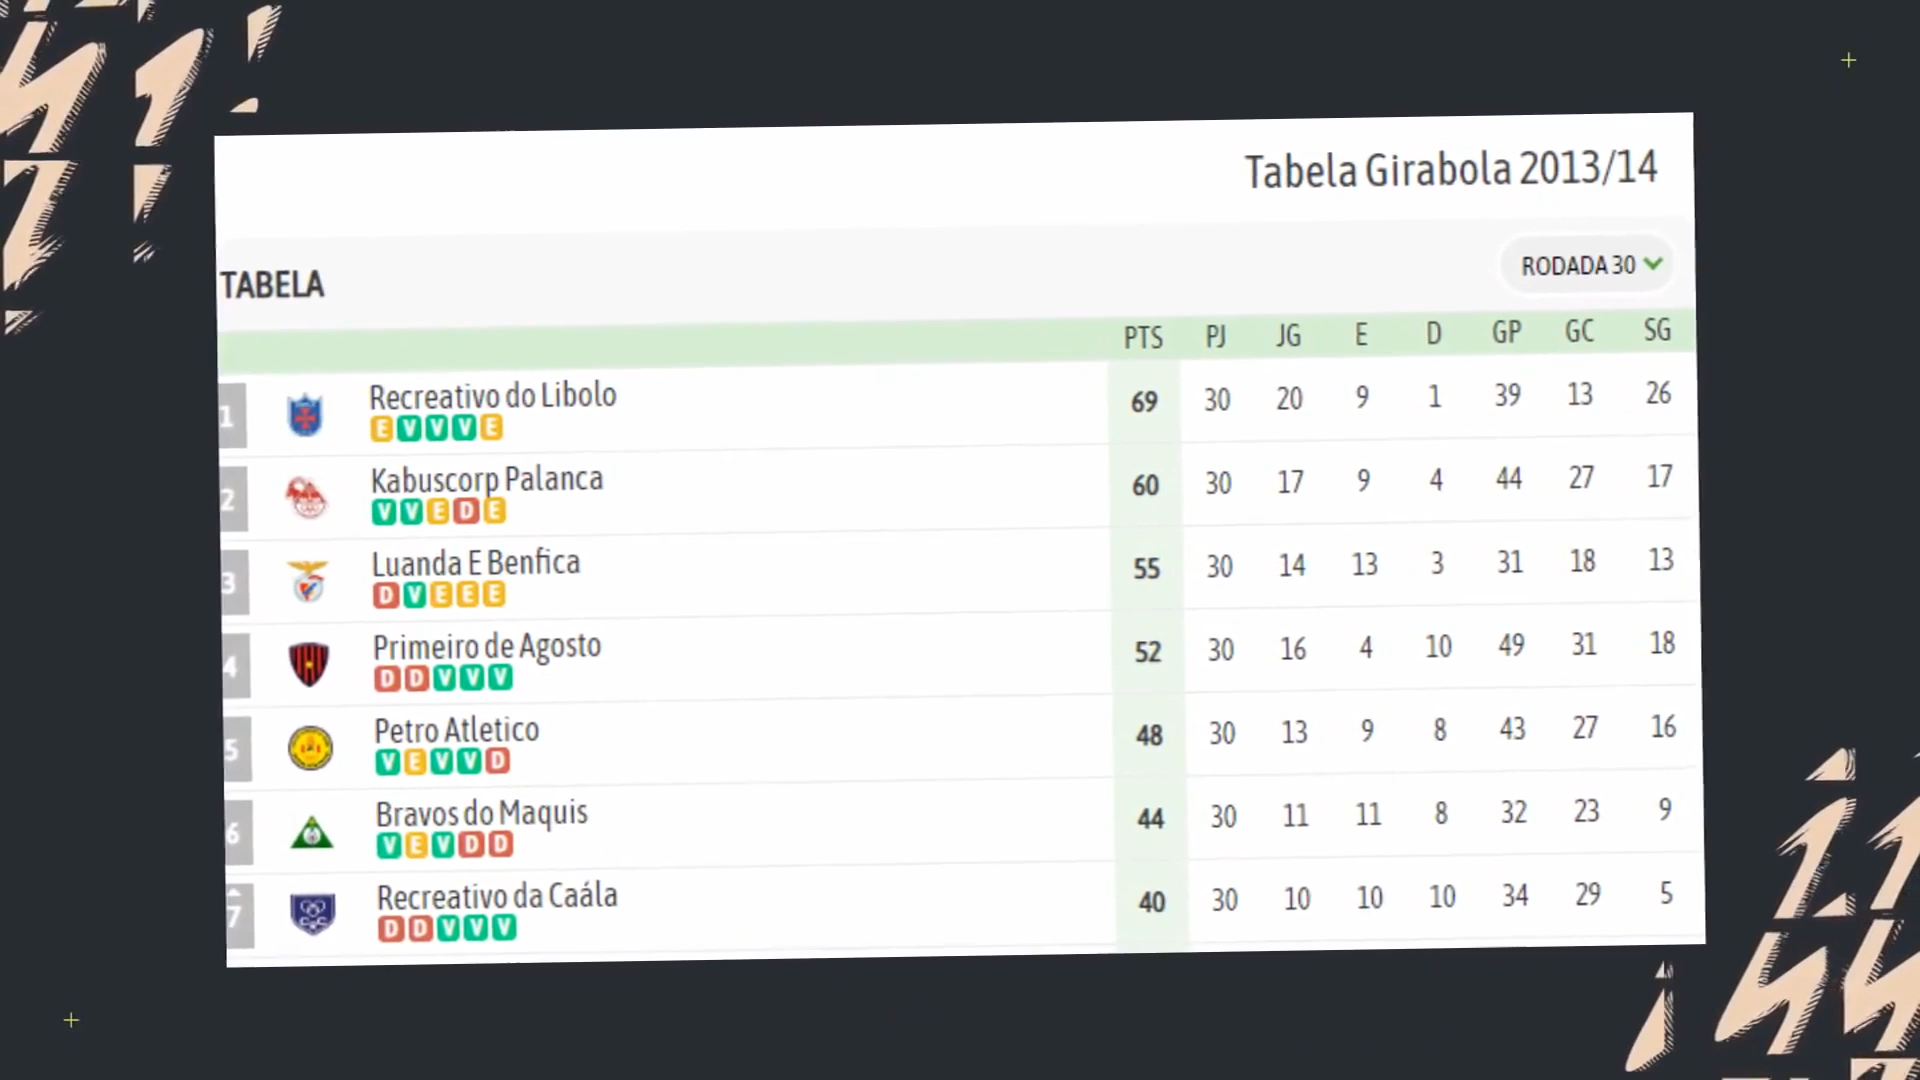 Tabela Girabola 2013/14
TABELA
RODADA 30
PTS PJ JG E D GP GC SG
1 Recreativo do Libolo 69 30 20 9 1 39 13 26
E V V V E
2 Kabuscorp Palanca 60 30 17 9 4 44 27 17
V V E D E
3 Luanda E Benfica 55 30 14 13 3 31 18 13
D V E E E
4 Primeiro de Agosto 52 30 16 4 10 49 31 18
D D V V V
5 Petro Atletico 48 30 13 9 8 43 27 16
V E V V D
6 Bravos do Maquis 44 30 11 11 8 32 23 9
V E V D D
7 Recreativo da Caála 40 30 10 10 10 34 29 5
D D V V V